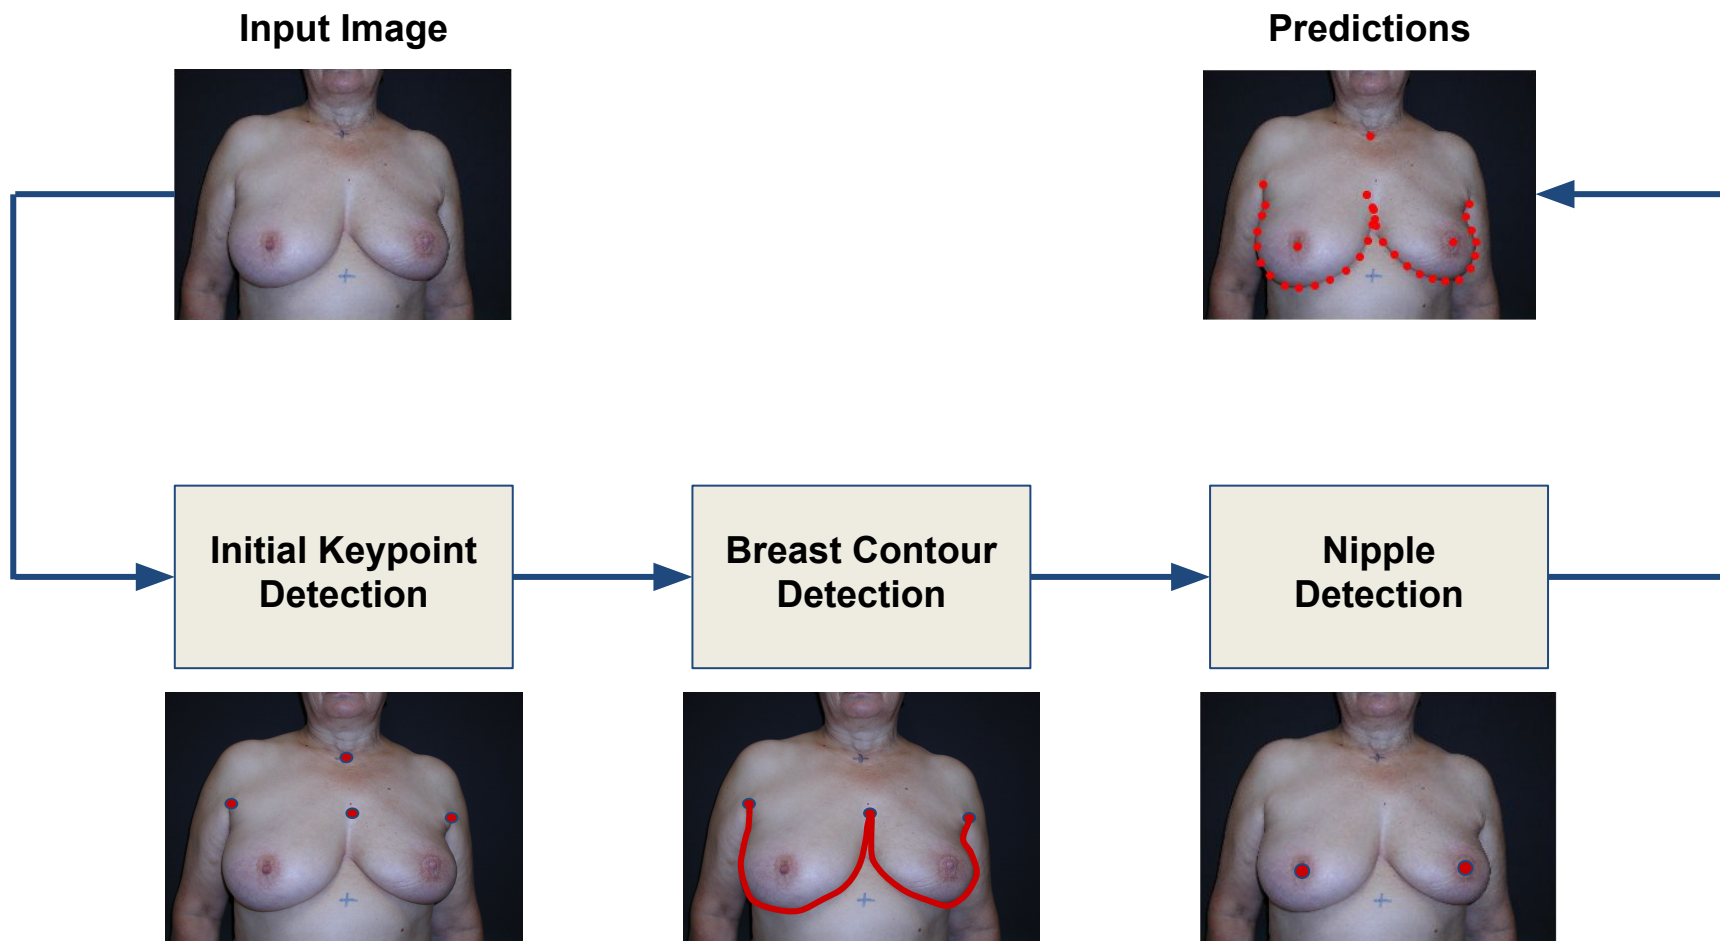 Input Image
Predictions
Initial Keypoint
Detection
Breast Contour
Detection
Nipple
Detection